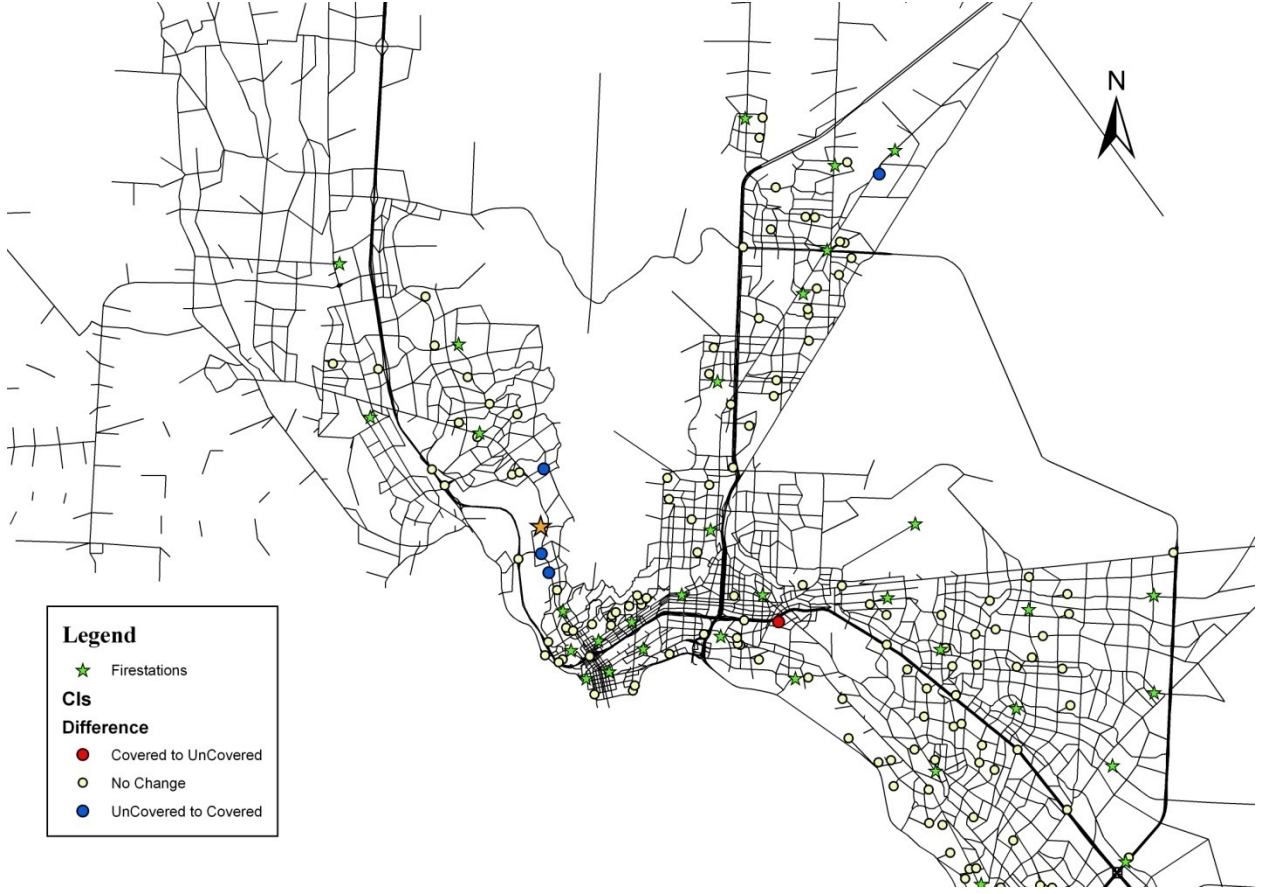 N
Legend
Firestations
CIs
Difference
Covered to UnCovered
No Change
UnCovered to Covered